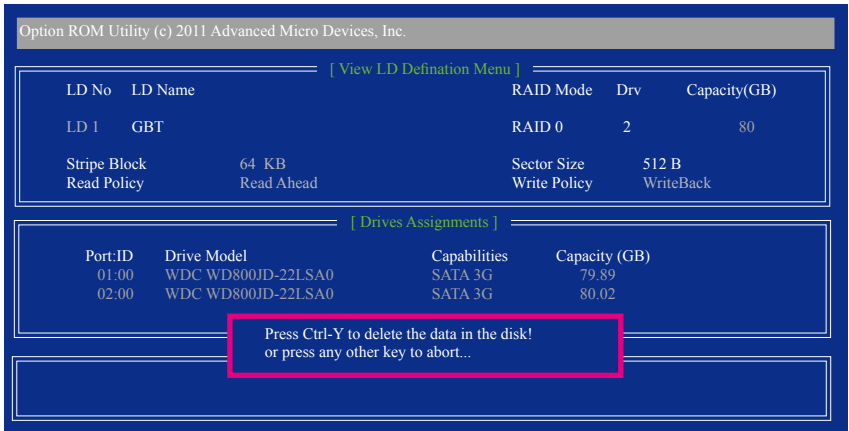 Option ROM Utility (c) 2011 Advanced Micro Devices, Inc.
[ View LD Defination Menu ]
LD No LD Name RAID Mode Drv Capacity(GB)
LD 1 GBT RAID 0 2 80
Stripe Block 64 KB Sector Size 512 B
Read Policy Read Ahead Write Policy WriteBack
[ Drives Assignments ]
Port:ID Drive Model Capabilities Capacity (GB)
01:00 WDC WD800JD-22LSA0 SATA 3G 79.89
02:00 WDC WD800JD-22LSA0 SATA 3G 80.02
Press Ctrl-Y to delete the data in the disk!
or press any other key to abort...